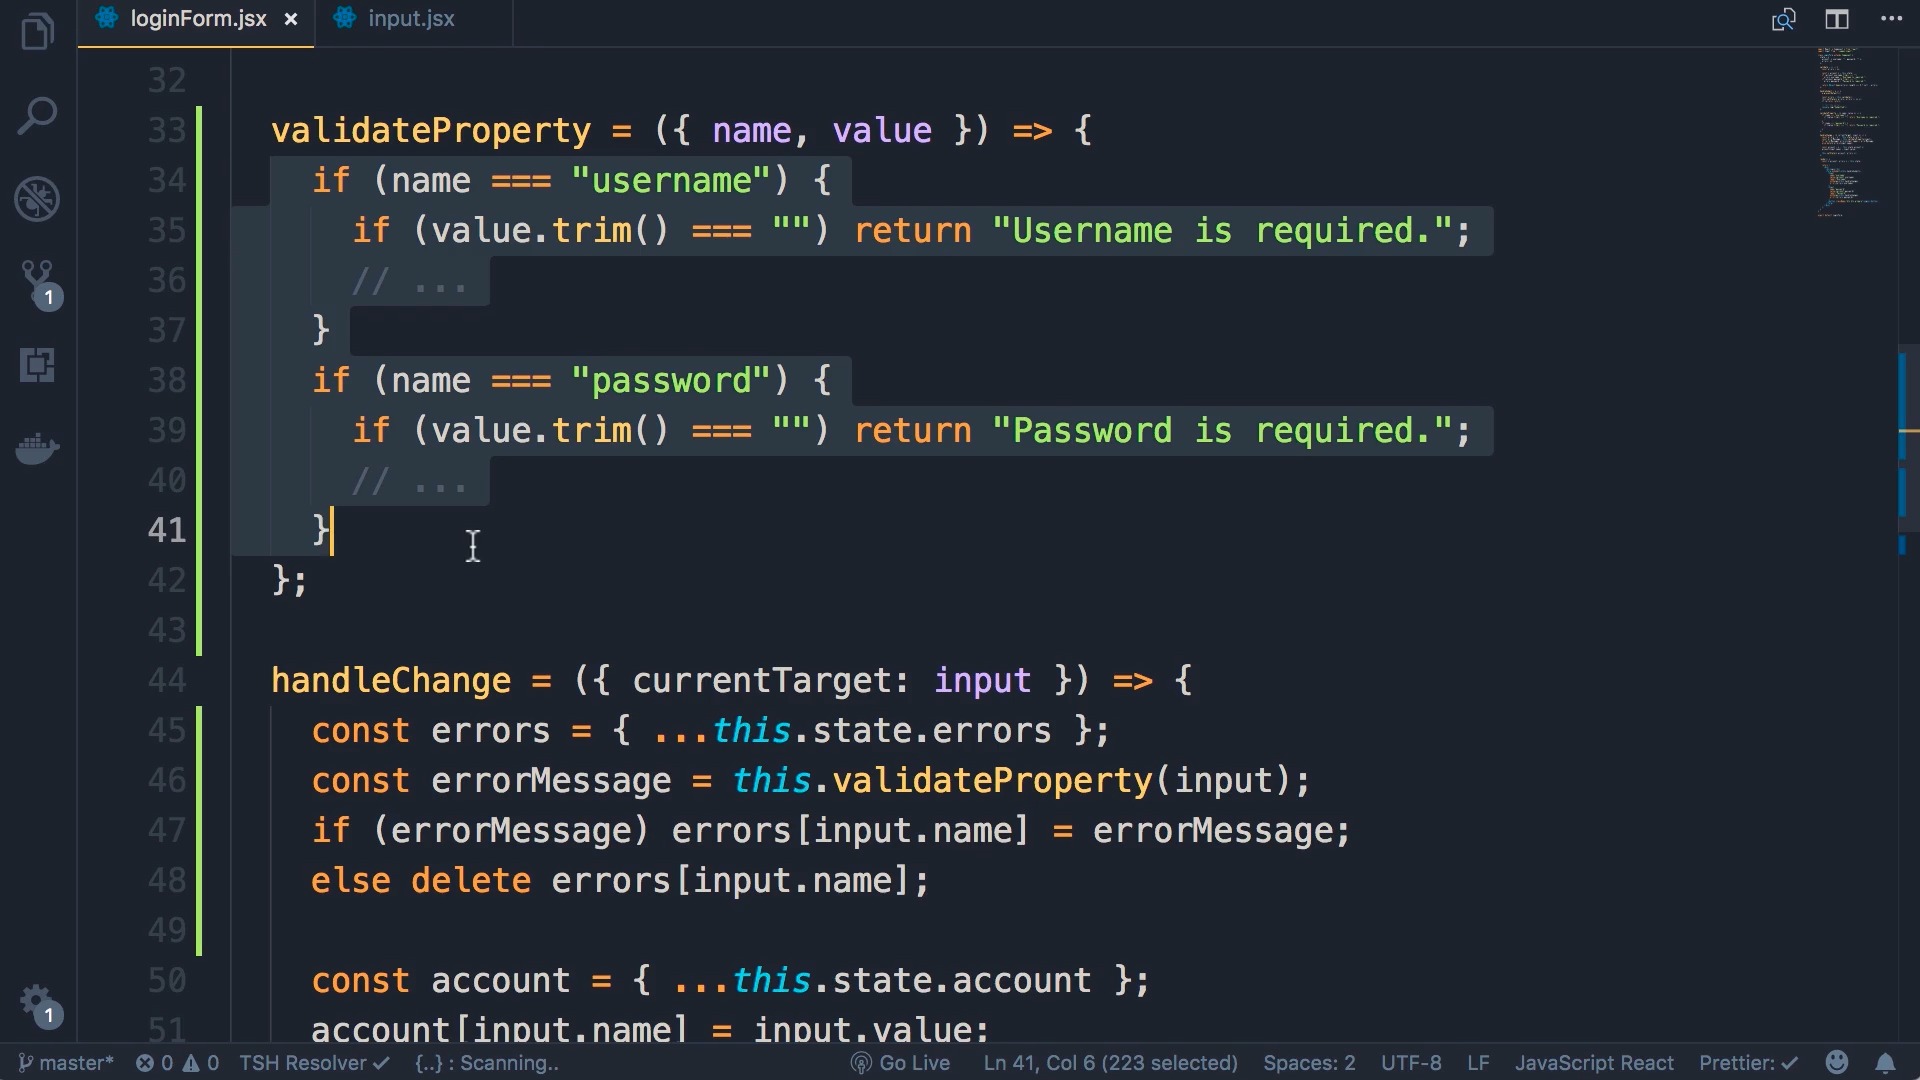 loginForm.jsx × input.jsx
32
33 validateProperty = ({ name, value }) => {
34 if (name === "username") {
35 if (value.trim() === "") return "Username is required.";
36 // ...
37 }
38 if (name === "password") {
39 if (value.trim() === "") return "Password is required.";
40 // ...
41 }
42 };
43
44 handleChange = ({ currentTarget: input }) => {
45 const errors = { ...this.state.errors };
46 const errorMessage = this.validateProperty(input);
47 if (errorMessage) errors[input.name] = errorMessage;
48 else delete errors[input.name];
49
50 const account = { ...this.state.account };
51 account[input.name] = input.value;
1
1
master* 0 0 TSH Resolver ✓ {..} : Scanning.. Go Live Ln 41, Col 6 (223 selected) Spaces: 2 UTF-8 LF JavaScript React Prettier: ✓